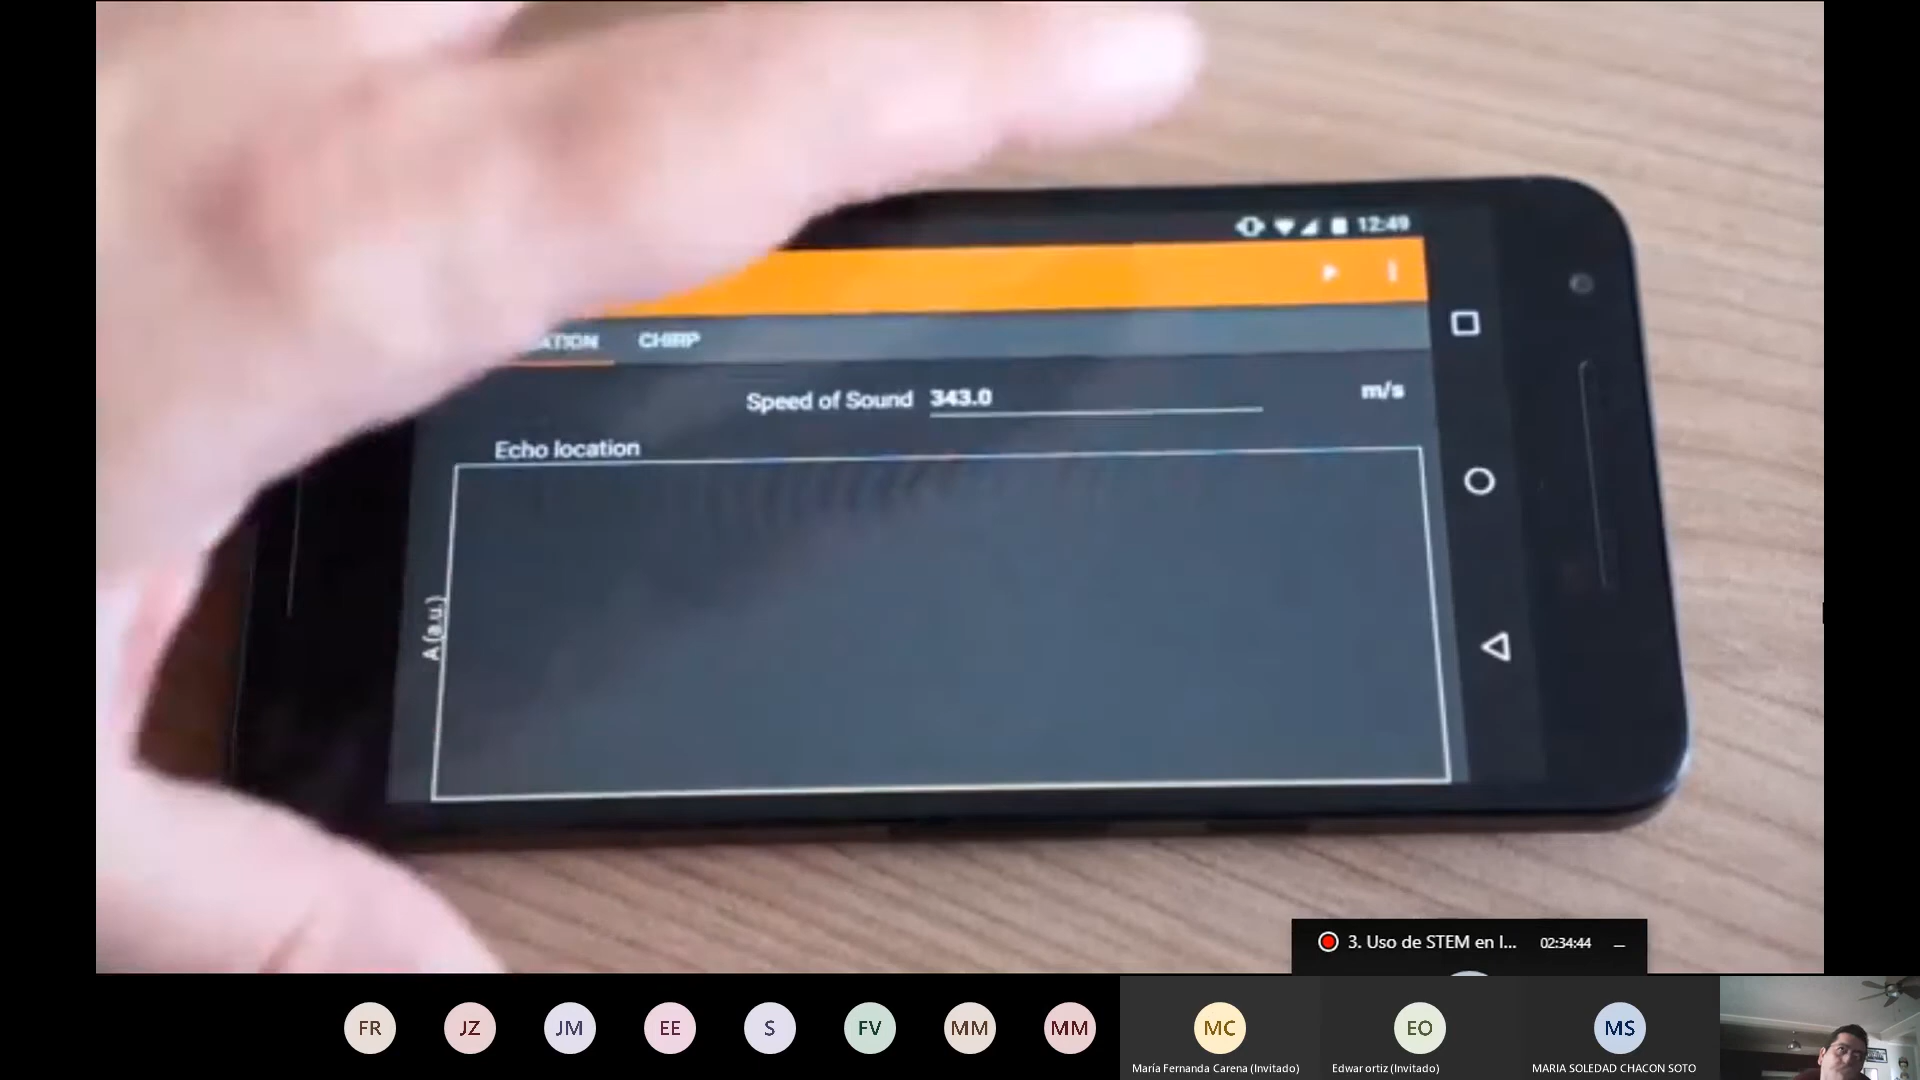 12:49
CHIRP
Speed of Sound 343.0 m/s
Echo location
A (a.u.)
3. Uso de STEM en I... 02:34:44
FR JZ JM EE S FV MM MM MC EO MS
María Fernanda Carena (Invitado) Edwar ortiz (Invitado) MARIA SOLEDAD CHACON SOTO